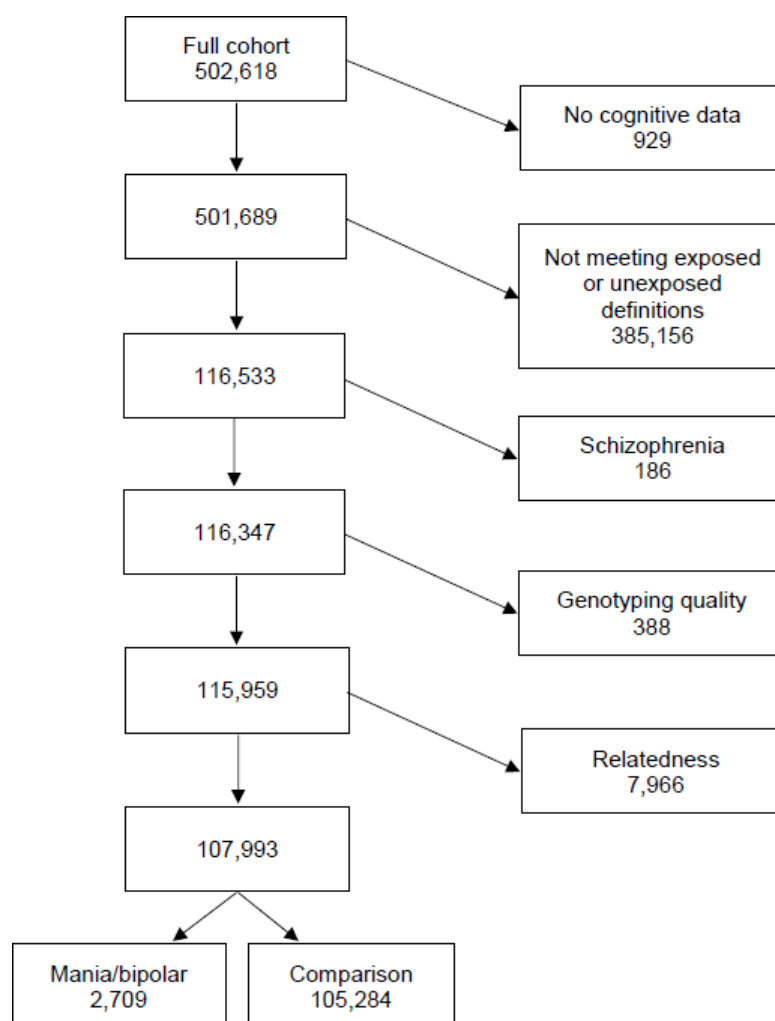 Full cohort
502,618
No cognitive data
929
501,689
Not meeting exposed
or unexposed
definitions
385,156
116,533
Schizophrenia
186
116,347
Genotyping quality
388
115,959
Relatedness
7,966
107,993
Mania/bipolar
2,709
Comparison
105,284